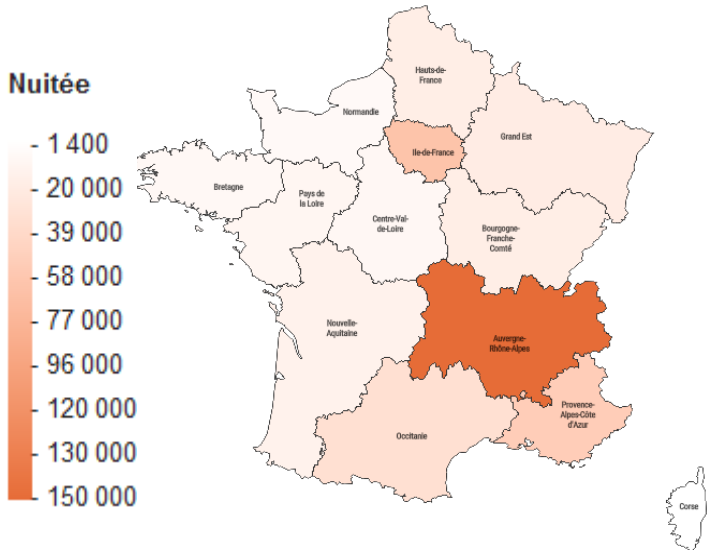 Nuitée
- 1 400
- 20 000
- 39 000
- 58 000
- 77 000
- 96 000
- 120 000
- 130 000
- 150 000
Hauts-de-
France
Normandie
Ile-de-France
Grand Est
Bretagne
Pays de
la Loire
Centre-Val-
de-Loire
Bourgogne-
Franche-
Comté
Nouvelle-
Aquitaine
Auvergne-
Rhône-Alpes
Occitanie
Provence-
Alpes-Côte
d'Azur
Corse